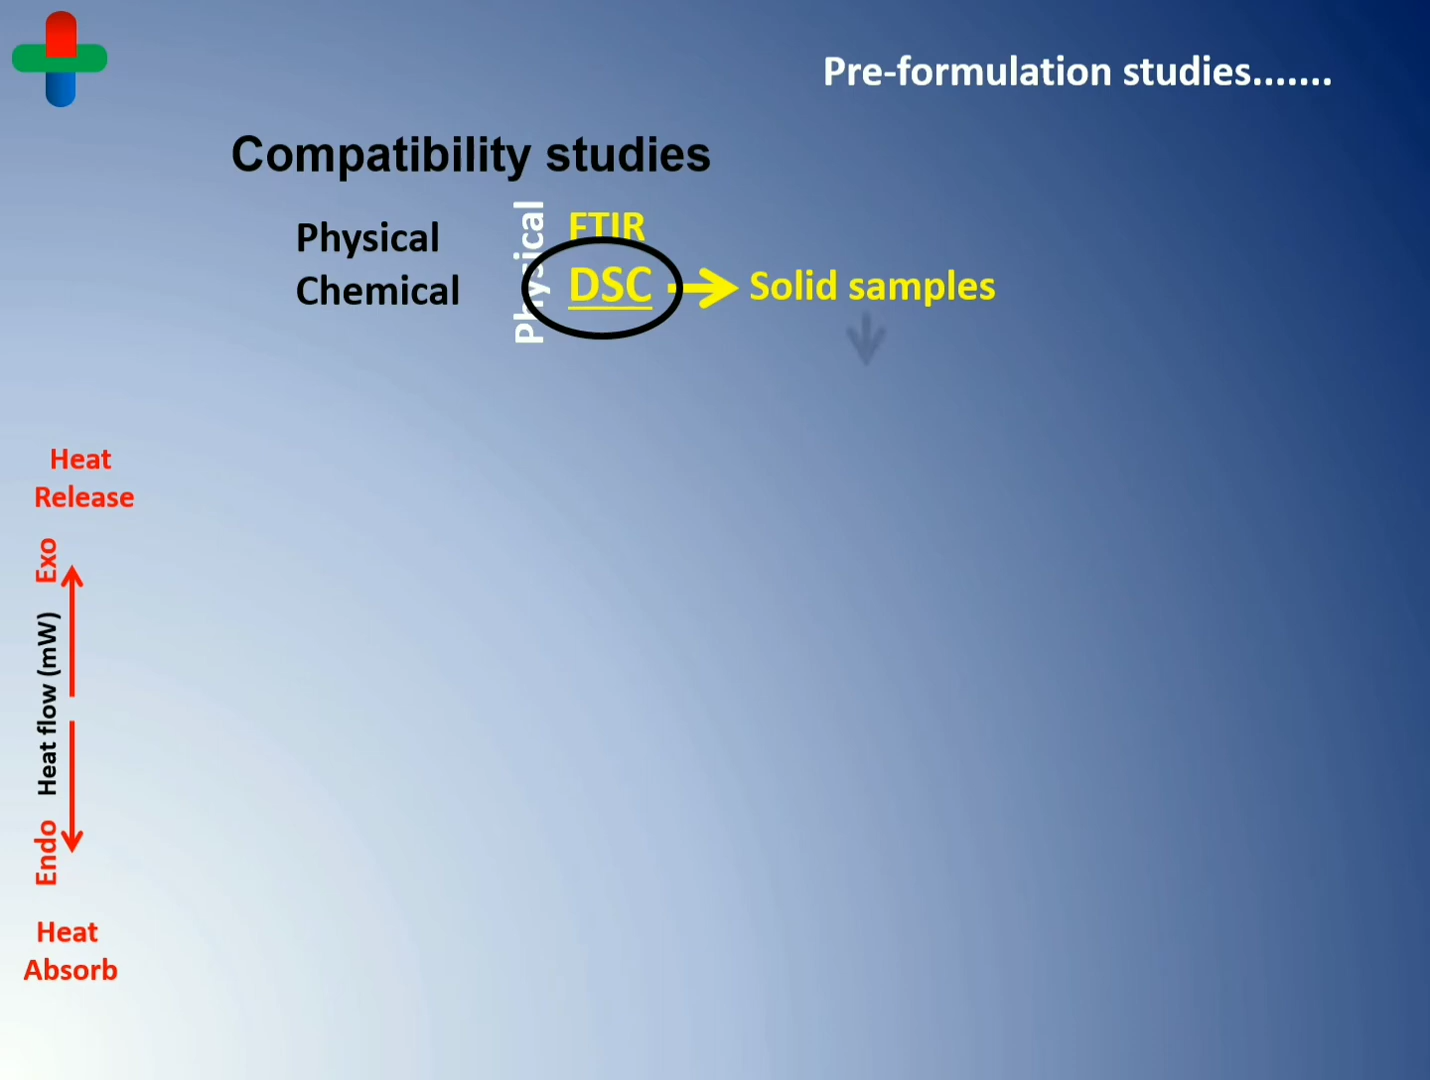 Pre-formulation studies.......
Compatibility studies
Physical
Chemical
Physical
FTIR
DSC
Solid samples
Heat
Release
Exo
Heat flow (mW)
Endo
Heat
Absorb